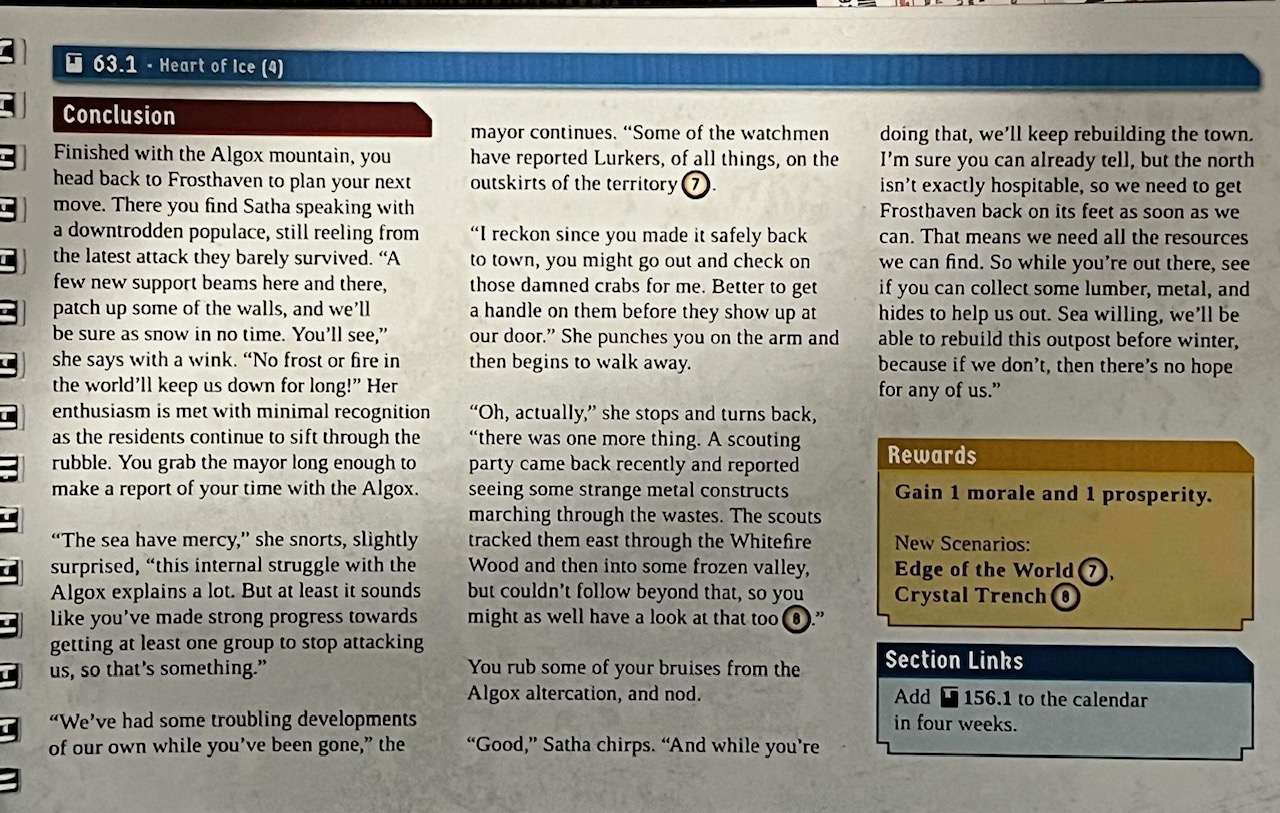 63.1 - Heart of Ice (4)
Conclusion
Finished with the Algox mountain, you
head back to Frosthaven to plan your next
move. There you find Satha speaking with
a downtrodden populace, still reeling from
the latest attack they barely survived. “A
few new support beams here and there,
patch up some of the walls, and we’ll
be sure as snow in no time. You’ll see,”
she says with a wink. “No frost or fire in
the world’ll keep us down for long!” Her
enthusiasm is met with minimal recognition
as the residents continue to sift through the
rubble. You grab the mayor long enough to
make a report of your time with the Algox.
“The sea have mercy,” she snorts, slightly
surprised, “this internal struggle with the
Algox explains a lot. But at least it sounds
like you’ve made strong progress towards
getting at least one group to stop attacking
us, so that’s something.”
“We’ve had some troubling developments
of our own while you’ve been gone,” the
mayor continues. “Some of the watchmen
have reported Lurkers, of all things, on the
outskirts of the territory 7.
“I reckon since you made it safely back
to town, you might go out and check on
those damned crabs for me. Better to get
a handle on them before they show up at
our door.” She punches you on the arm and
then begins to walk away.
“Oh, actually,” she stops and turns back,
“there was one more thing. A scouting
party came back recently and reported
seeing some strange metal constructs
marching through the wastes. The scouts
tracked them east through the Whitefire
Wood and then into some frozen valley,
but couldn’t follow beyond that, so you
might as well have a look at that too 8.”
You rub some of your bruises from the
Algox altercation, and nod.
“Good,” Satha chirps. “And while you’re
doing that, we’ll keep rebuilding the town.
I’m sure you can already tell, but the north
isn’t exactly hospitable, so we need to get
Frosthaven back on its feet as soon as we
can. That means we need all the resources
we can find. So while you’re out there, see
if you can collect some lumber, metal, and
hides to help us out. Sea willing, we’ll be
able to rebuild this outpost before winter,
because if we don’t, then there’s no hope
for any of us.”
Rewards
Gain 1 morale and 1 prosperity.
New Scenarios:
Edge of the World 7,
Crystal Trench 8
Section Links
Add 156.1 to the calendar
in four weeks.